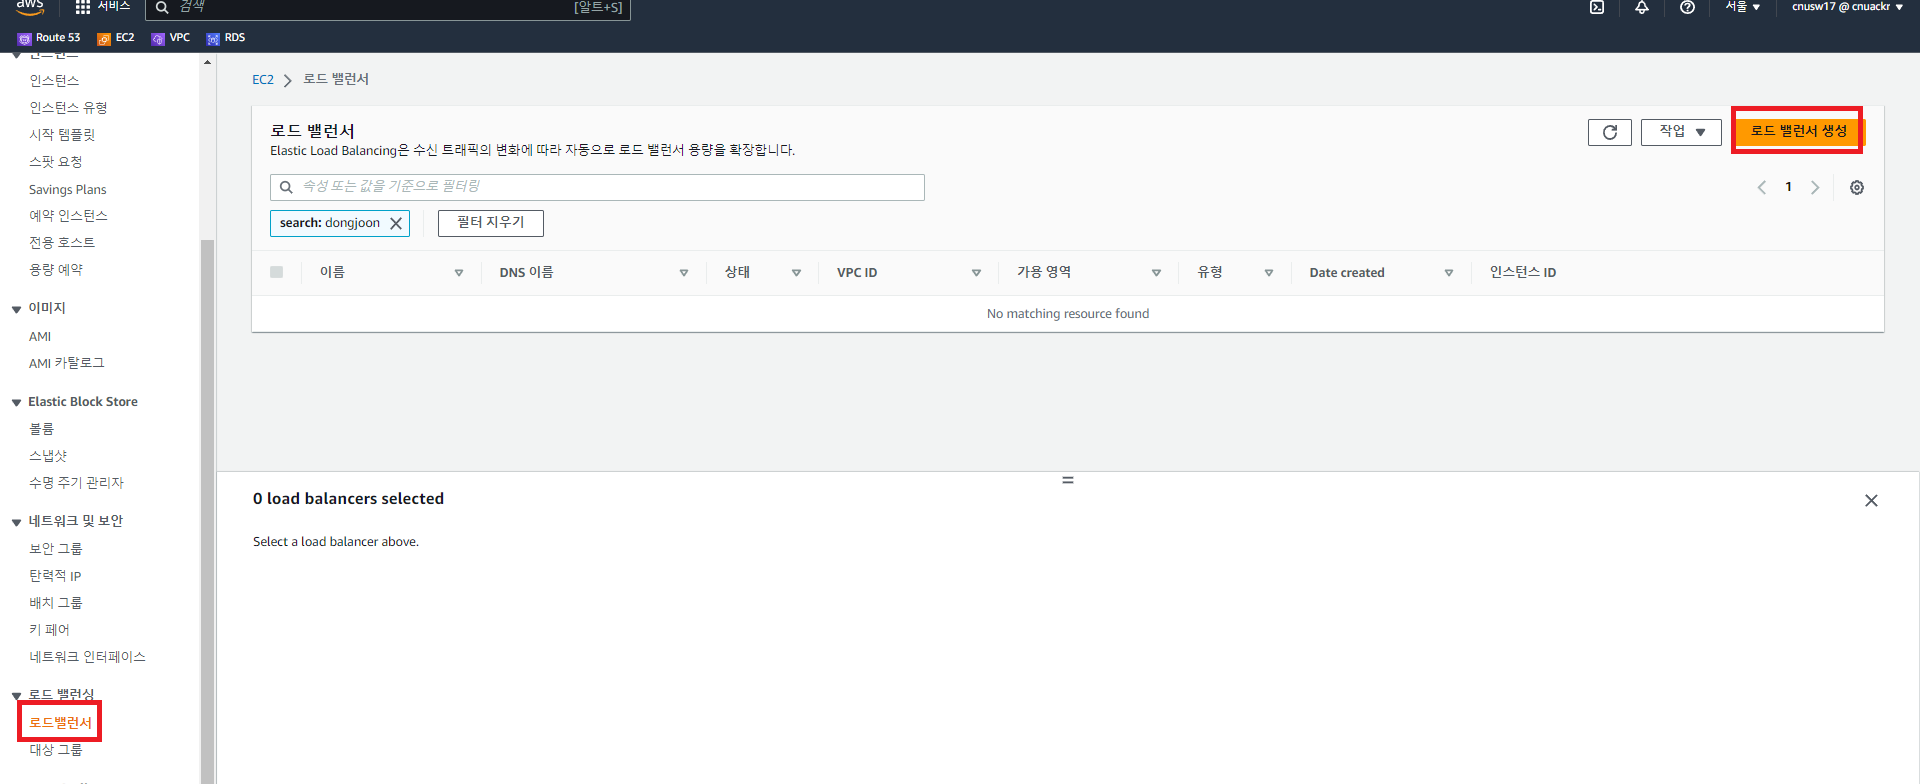 aws
서비스
검색
[알트+S]
서울
cnusw17 @ cnuackr
Route 53
EC2
VPC
RDS
인스턴스
인스턴스
인스턴스 유형
시작 템플릿
스팟 요청
Savings Plans
예약 인스턴스
전용 호스트
용량 예약
이미지
AMI
AMI 카탈로그
Elastic Block Store
볼륨
스냅샷
수명 주기 관리자
네트워크 및 보안
보안 그룹
탄력적 IP
배치 그룹
키 페어
네트워크 인터페이스
로드 밸런싱
로드밸런서
대상 그룹
EC2
로드 밸런서
로드 밸런서
Elastic Load Balancing은 수신 트래픽의 변화에 따라 자동으로 로드 밸런서 용량을 확장합니다.
작업
로드 밸런서 생성
속성 또는 값을 기준으로 필터링
1
search: dongjoon
필터 지우기
이름
DNS 이름
상태
VPC ID
가용 영역
유형
Date created
인스턴스 ID
No matching resource found
0 load balancers selected
Select a load balancer above.